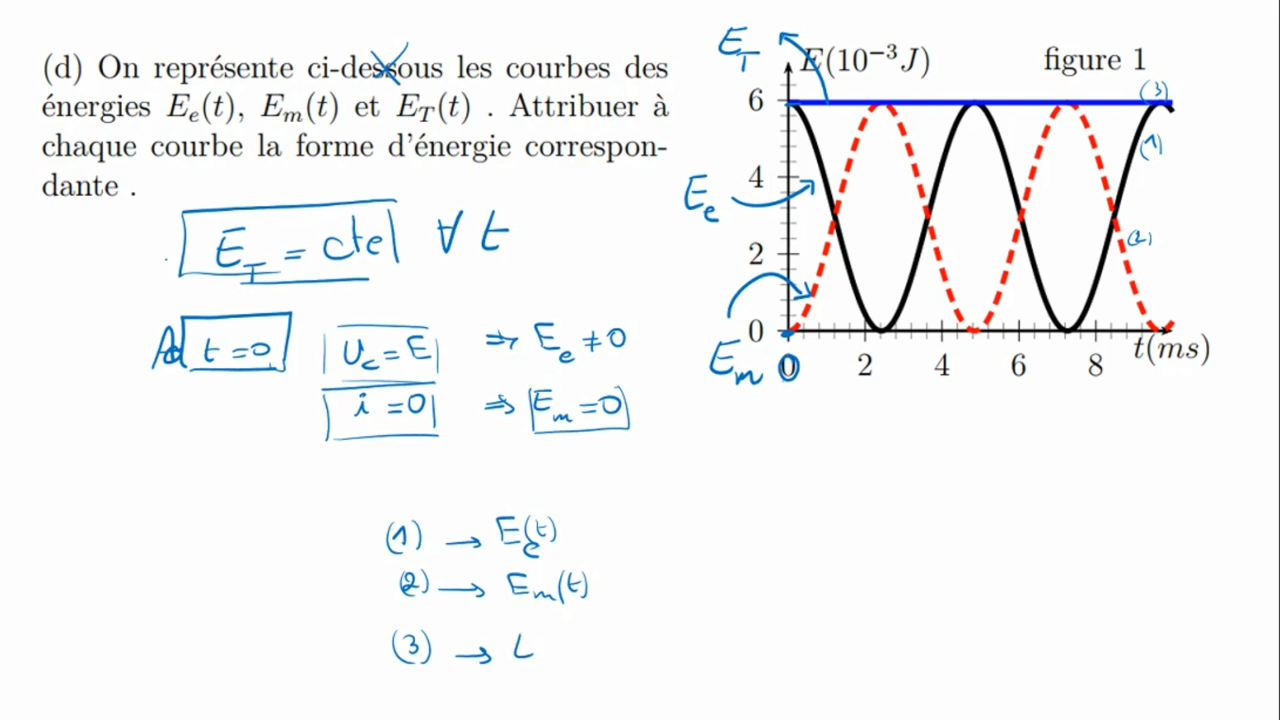 (d) On représente ci-dessous les courbes des
énergies Ee(t), Em(t) et ET(t) . Attribuer à
chaque courbe la forme d'énergie correspon-
dante .
ET = cte ∀ t
Ad t = 0 Uc = E ⇒ Ee ≠ 0
i = 0 ⇒ Em = 0
(1) → Ee(t)
(2) → Em(t)
(3) →
ET
E(10⁻³J)
figure 1
6
4
2
0
(3)
(1)
(2)
Ee
Em
0 2 4 6 8
t(ms)